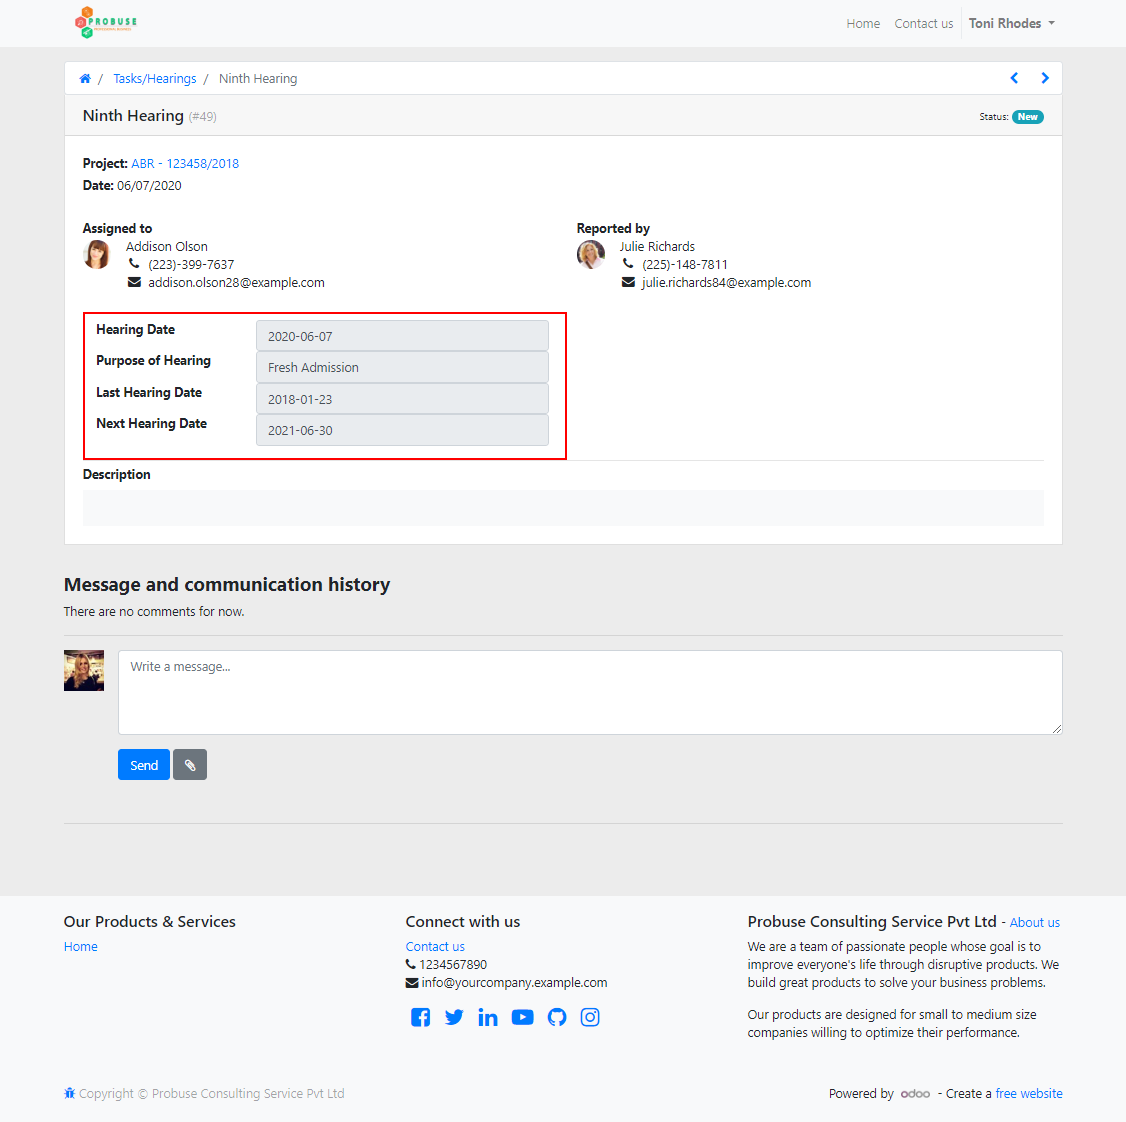 PROBUSE
Home Contact us Toni Rhodes
/ Tasks/Hearings / Ninth Hearing
Ninth Hearing (#49) Status: New
Project: ABR - 123458/2018
Date: 06/07/2020
Assigned to
Addison Olson
(223)-399-7637
addison.olson28@example.com
Reported by
Julie Richards
(225)-148-7811
julie.richards84@example.com
Hearing Date 2020-06-07
Purpose of Hearing Fresh Admission
Last Hearing Date 2018-01-23
Next Hearing Date 2021-06-30
Description
Message and communication history
There are no comments for now.
Write a message...
Send
Our Products & Services
Home
Connect with us
Contact us
1234567890
info@yourcompany.example.com
Probuse Consulting Service Pvt Ltd - About us
We are a team of passionate people whose goal is to
improve everyone's life through disruptive products. We
build great products to solve your business problems.
Our products are designed for small to medium size
companies willing to optimize their performance.
Copyright © Probuse Consulting Service Pvt Ltd
Powered by odoo - Create a free website